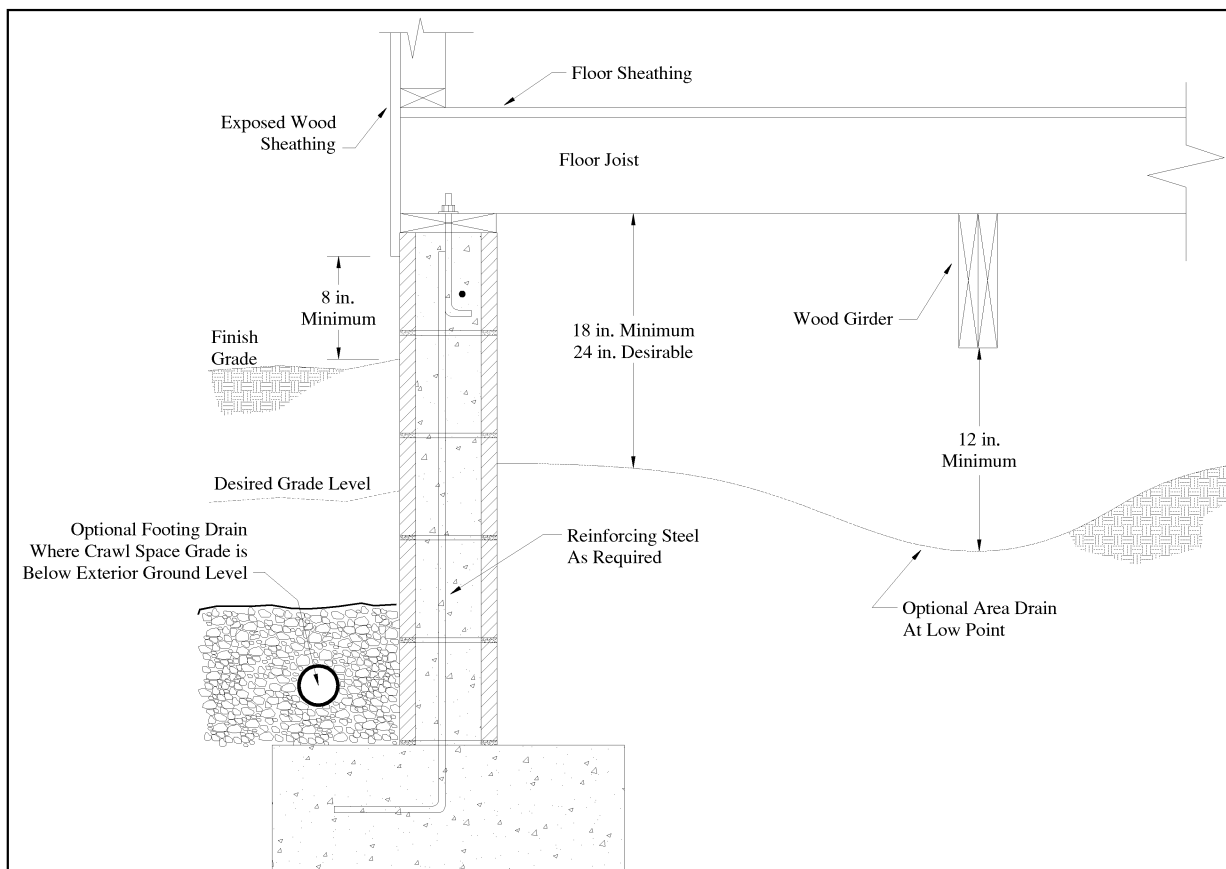 Floor Sheathing
Exposed Wood
Sheathing
Floor Joist
8 in.
Minimum
18 in. Minimum
24 in. Desirable
Wood Girder
Finish
Grade
12 in.
Minimum
Desired Grade Level
Optional Footing Drain
Where Crawl Space Grade is
Below Exterior Ground Level
Reinforcing Steel
As Required
Optional Area Drain
At Low Point